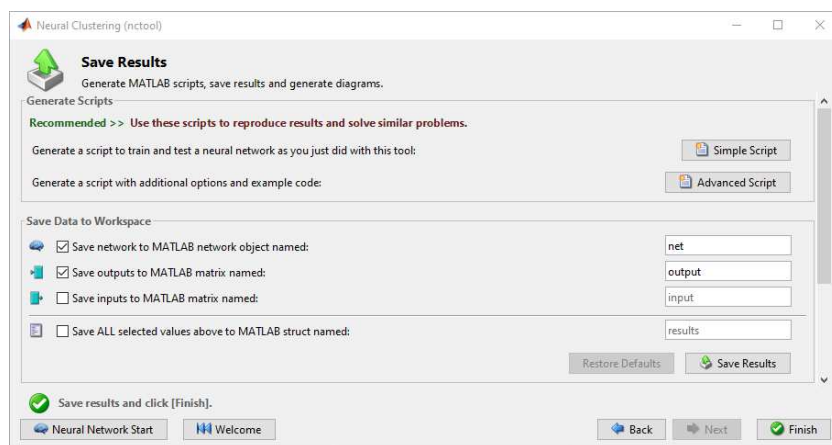 Neural Clustering (nctool)
Save Results
Generate MATLAB scripts, save results and generate diagrams.
Generate Scripts
Recommended >> Use these scripts to reproduce results and solve similar problems.
Generate a script to train and test a neural network as you just did with this tool: Simple Script
Generate a script with additional options and example code: Advanced Script
Save Data to Workspace
Save network to MATLAB network object named: net
Save outputs to MATLAB matrix named: output
Save inputs to MATLAB matrix named: input
Save ALL selected values above to MATLAB struct named: results
Restore Defaults Save Results
Save results and click [Finish].
Neural Network Start Welcome Back Next Finish